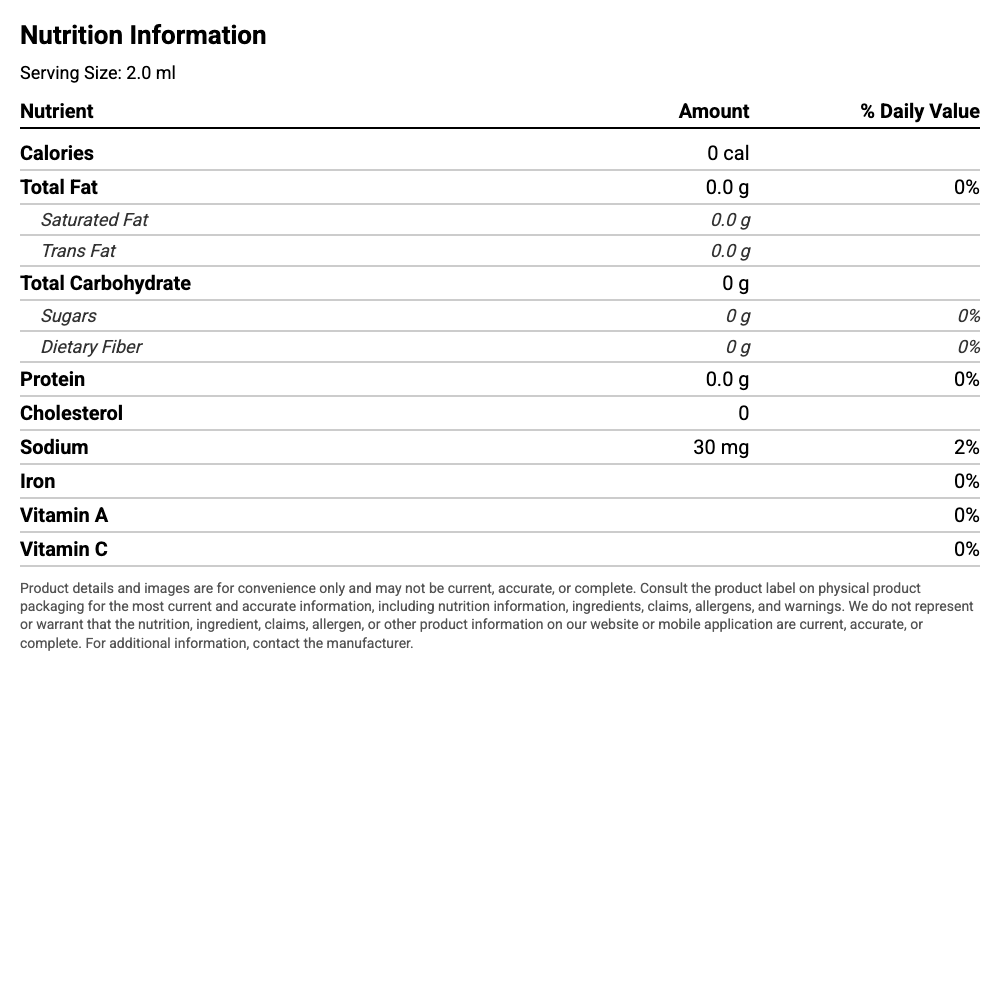 Nutrition Information
Serving Size: 2.0 ml
Nutrient Amount % Daily Value
Calories 0 cal
Total Fat 0.0 g 0%
Saturated Fat 0.0 g
Trans Fat 0.0 g
Total Carbohydrate 0 g
Sugars 0 g 0%
Dietary Fiber 0 g 0%
Protein 0.0 g 0%
Cholesterol 0
Sodium 30 mg 2%
Iron 0%
Vitamin A 0%
Vitamin C 0%
Product details and images are for convenience only and may not be current, accurate, or complete. Consult the product label on physical product
packaging for the most current and accurate information, including nutrition information, ingredients, claims, allergens, and warnings. We do not represent
or warrant that the nutrition, ingredient, claims, allergen, or other product information on our website or mobile application are current, accurate, or
complete. For additional information, contact the manufacturer.